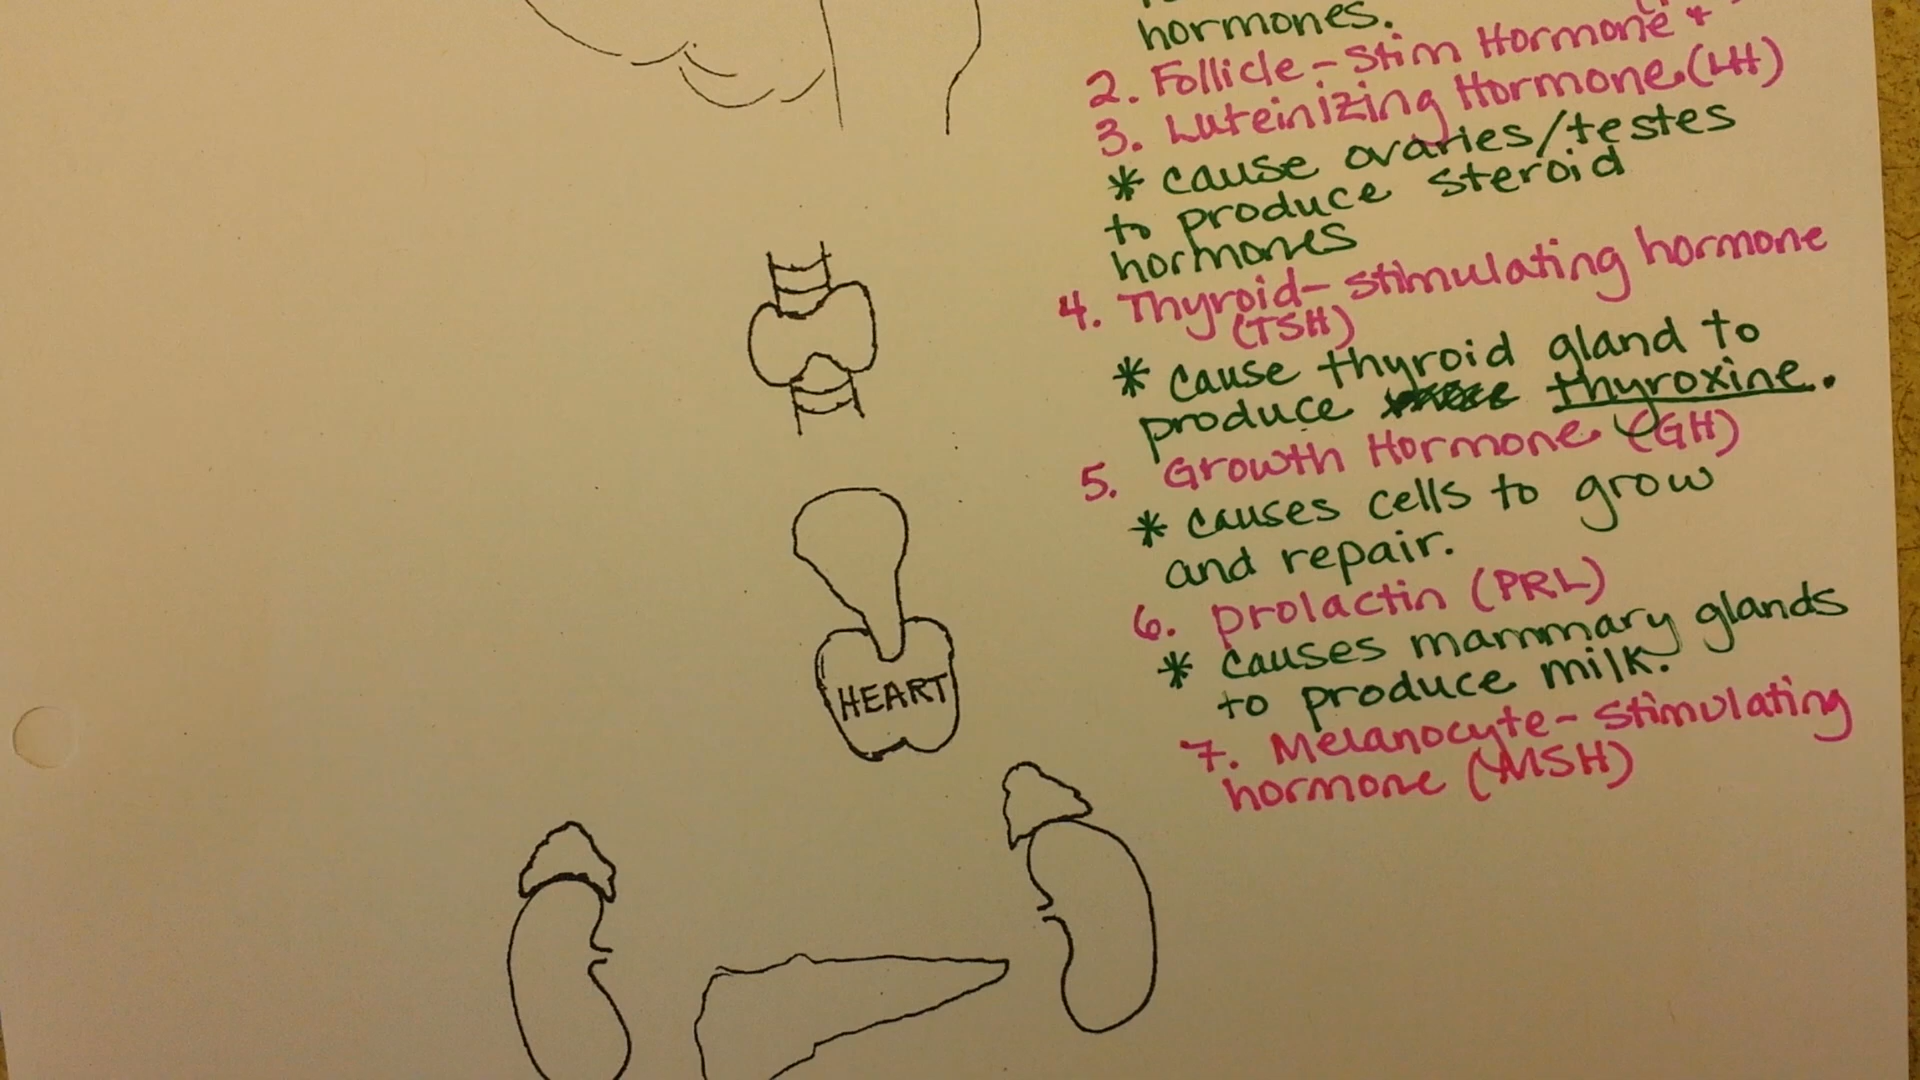 hormones.
2. Follicle-Stim Hormone +
3. Luteinizing Hormone (LH)
* cause ovaries/testes
to produce steroid
hormones
4. Thyroid-stimulating hormone
(TSH)
* cause thyroid gland to
produce thyroxine.
5. Growth Hormone (GH)
* causes cells to grow
and repair.
6. Prolactin (PRL)
* causes mammary glands
to produce milk.
7. Melanocyte-stimulating
hormone (MSH)
HEART